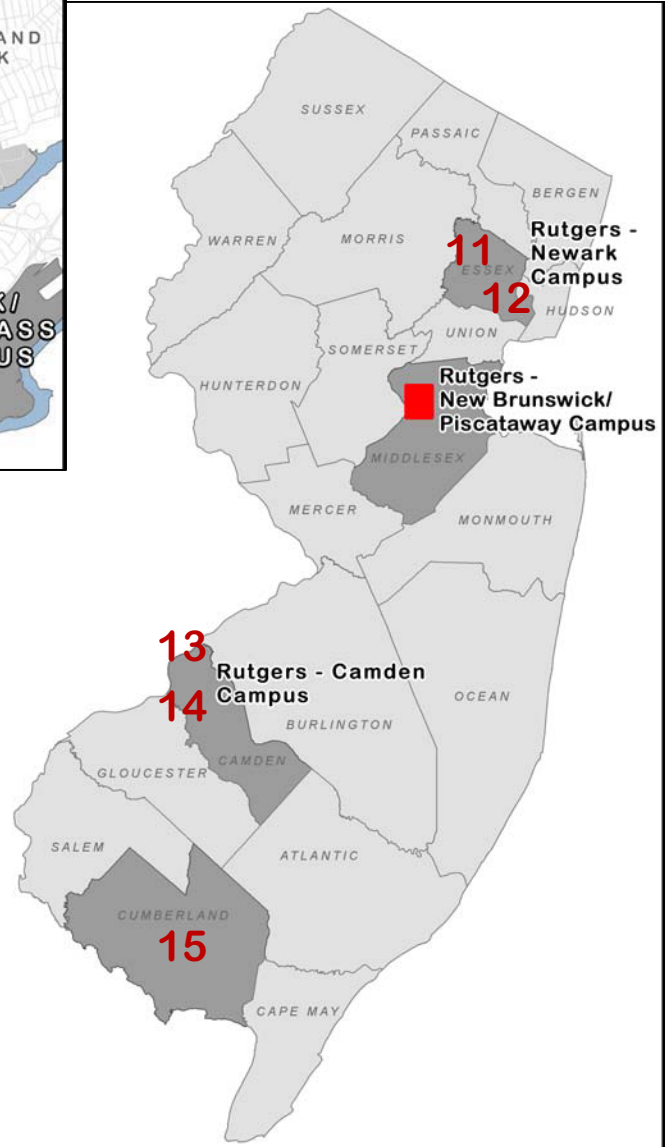 AND
K
K/
ASS
US
SUSSEX
PASSAIC
BERGEN
WARREN
MORRIS
11
ESSEX
12
Rutgers -
Newark
Campus
HUDSON
UNION
SOMERSET
HUNTERDON
Rutgers -
New Brunswick/
Piscataway Campus
MIDDLESEX
MERCER
MONMOUTH
13
14
Rutgers - Camden
Campus
OCEAN
BURLINGTON
CAMDEN
GLOUCESTER
SALEM
ATLANTIC
CUMBERLAND
15
CAPE MAY